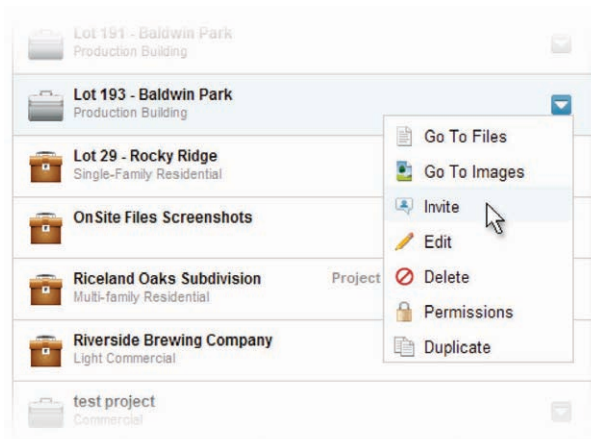 Lot 191 - Baldwin Park
Production Building
Lot 193 - Baldwin Park
Production Building
Go To Files
Lot 29 - Rocky Ridge
Single-Family Residential
Go To Images
Invite
OnSite Files Screenshots
Edit
Riceland Oaks Subdivision
Multi-family Residential
Project
Delete
Permissions
Riverside Brewing Company
Light Commercial
Duplicate
test project
Commercial